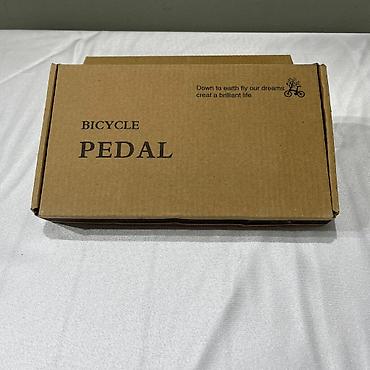 Down to earth fly our dreams
creat a brilliant life
BICYCLE
PEDAL